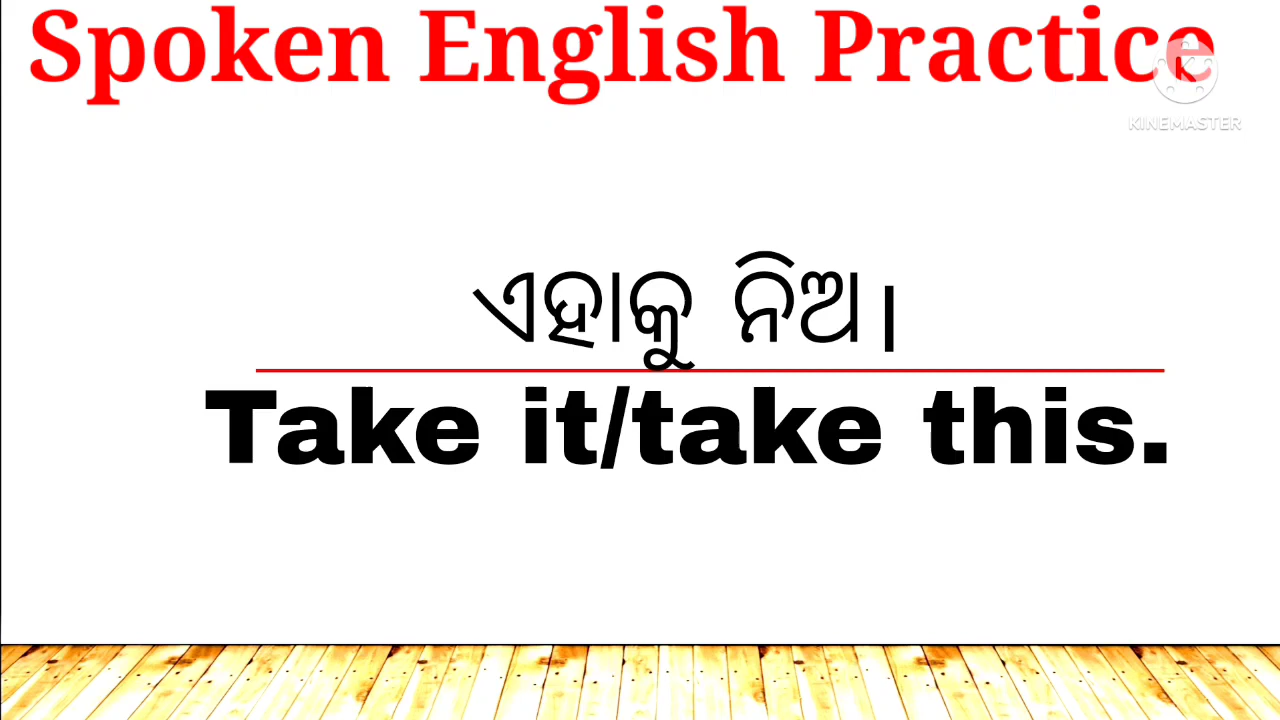 Spoken English Practice
KINEMASTER
ଏହାକୁ ନିଅ।
Take it/take this.